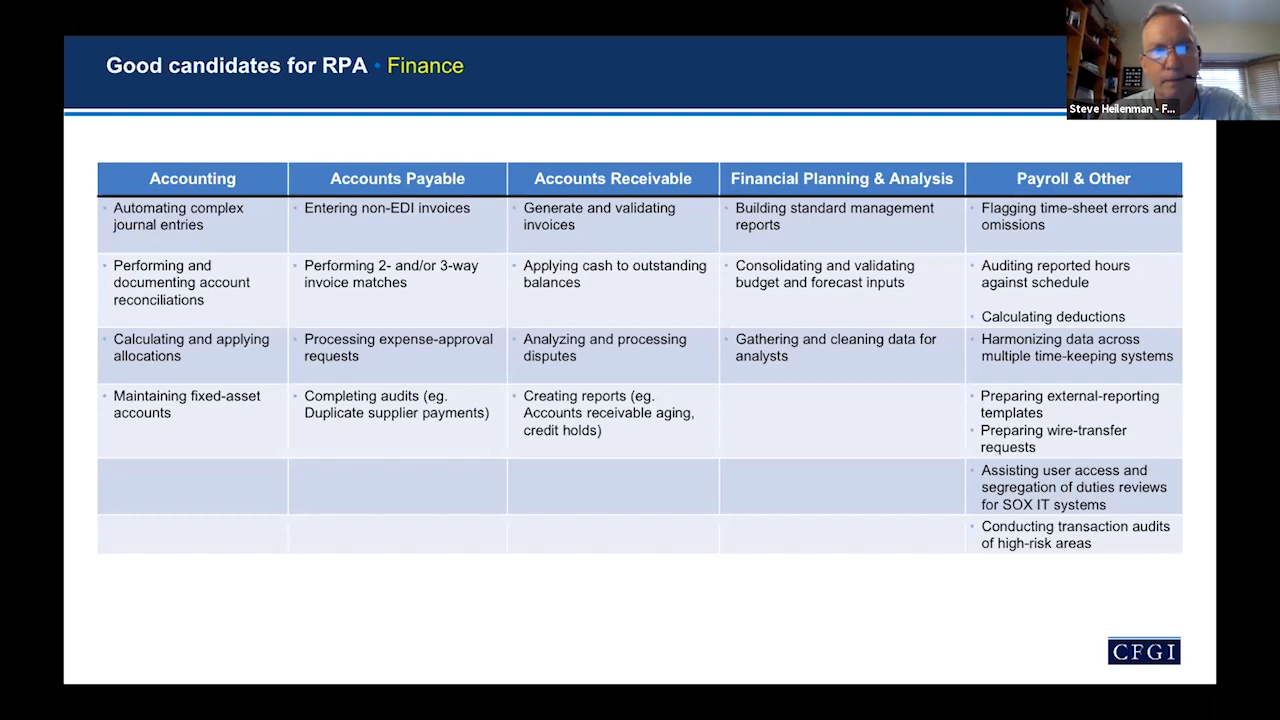 Good candidates for RPA • Finance
Steve Heilenman - F...
Accounting
Accounts Payable
Accounts Receivable
Financial Planning & Analysis
Payroll & Other
• Automating complex
journal entries
• Entering non-EDI invoices
• Generate and validating
invoices
• Building standard management
reports
• Flagging time-sheet errors and
omissions
• Performing and
documenting account
reconciliations
• Performing 2- and/or 3-way
invoice matches
• Applying cash to outstanding
balances
• Consolidating and validating
budget and forecast inputs
• Auditing reported hours
against schedule
• Calculating deductions
• Calculating and applying
allocations
• Processing expense-approval
requests
• Analyzing and processing
disputes
• Gathering and cleaning data for
analysts
• Harmonizing data across
multiple time-keeping systems
• Maintaining fixed-asset
accounts
• Completing audits (eg.
Duplicate supplier payments)
• Creating reports (eg.
Accounts receivable aging,
credit holds)
• Preparing external-reporting
templates
• Preparing wire-transfer
requests
• Assisting user access and
segregation of duties reviews
for SOX IT systems
• Conducting transaction audits
of high-risk areas
CFGI